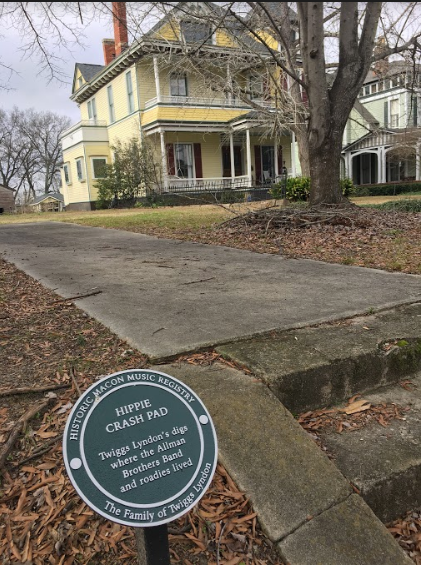 HISTORIC MACON MUSIC REGISTRY
HIPPIE
CRASH PAD
Twiggs Lyndon's digs
where the Allman
Brothers Band
and roadies lived
The Family of Twiggs Lyndon